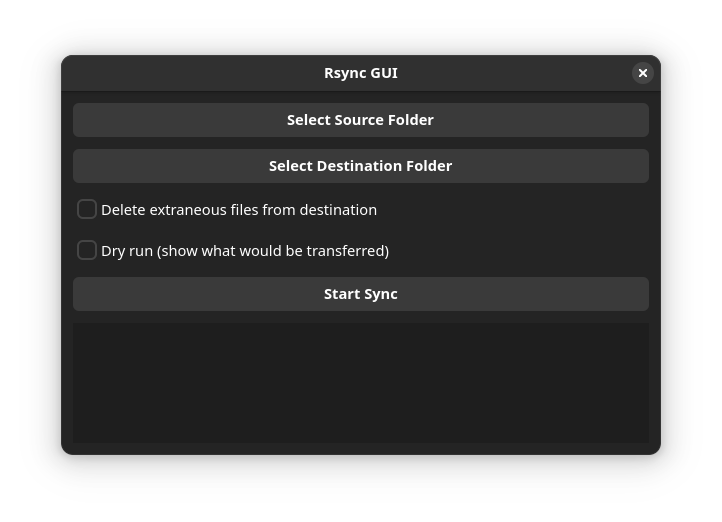 Rsync GUI
Select Source Folder
Select Destination Folder
Delete extraneous files from destination
Dry run (show what would be transferred)
Start Sync